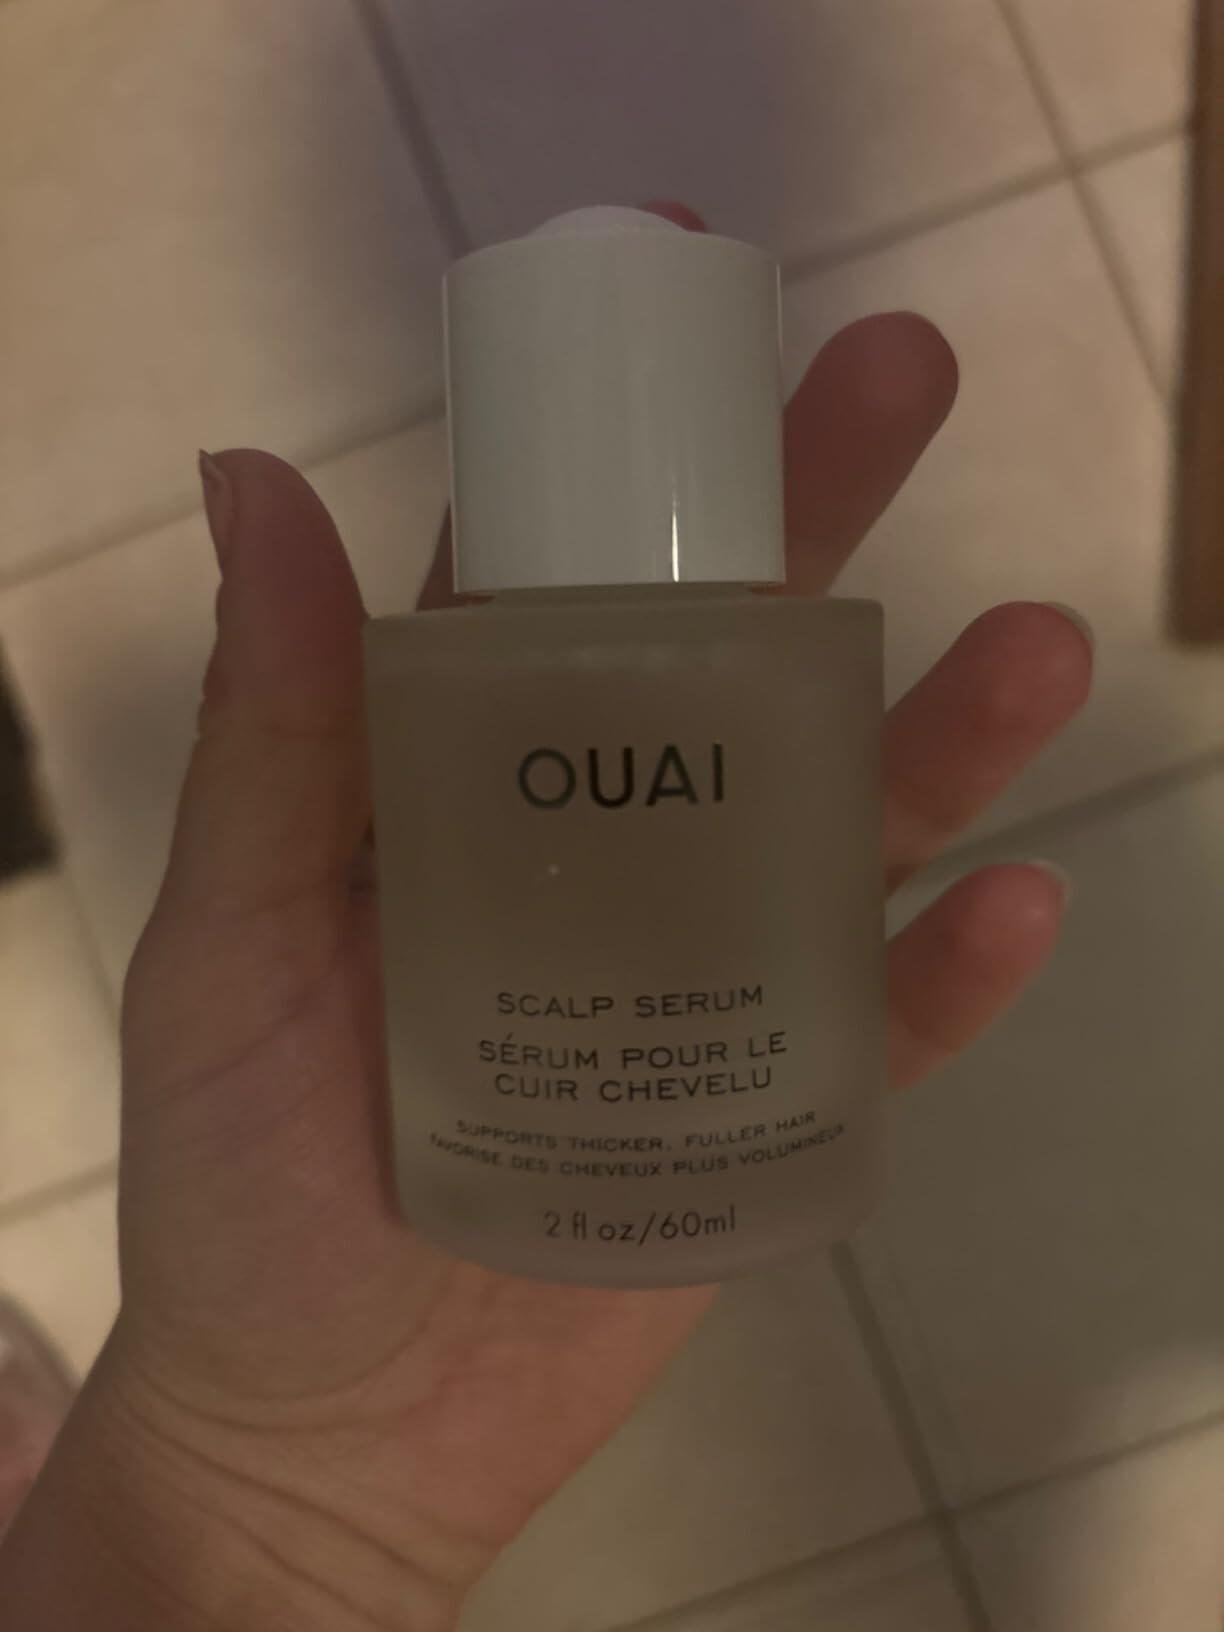 OUAI
SCALP SERUM
SÉRUM POUR LE
CUIR CHEVELU
SUPPORTS THICKER, FULLER HAIR
FAVORISE DES CHEVEUX PLUS VOLUMINEUX
2 fl oz/60ml